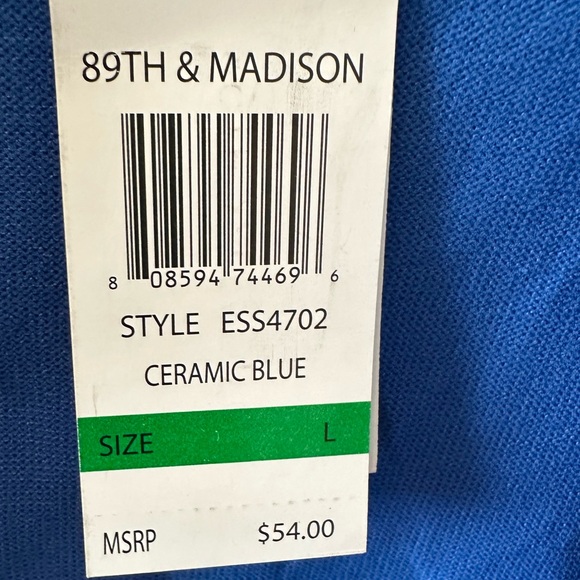 89TH & MADISON
8 08594 74469 6
STYLE ESS4702
CERAMIC BLUE
SIZE L
MSRP $54.00